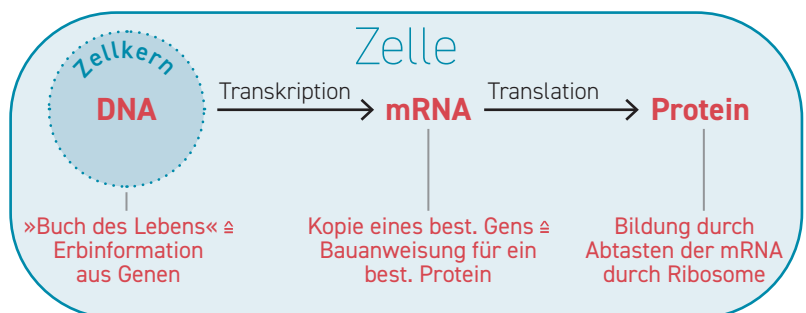 Zelle
Zellkern
DNA
Transkription
mRNA
Translation
Protein
»Buch des Lebens« ≙
Erbinformation
aus Genen
Kopie eines best. Gens ≙
Bauanweisung für ein
best. Protein
Bildung durch
Abtasten der mRNA
durch Ribosome